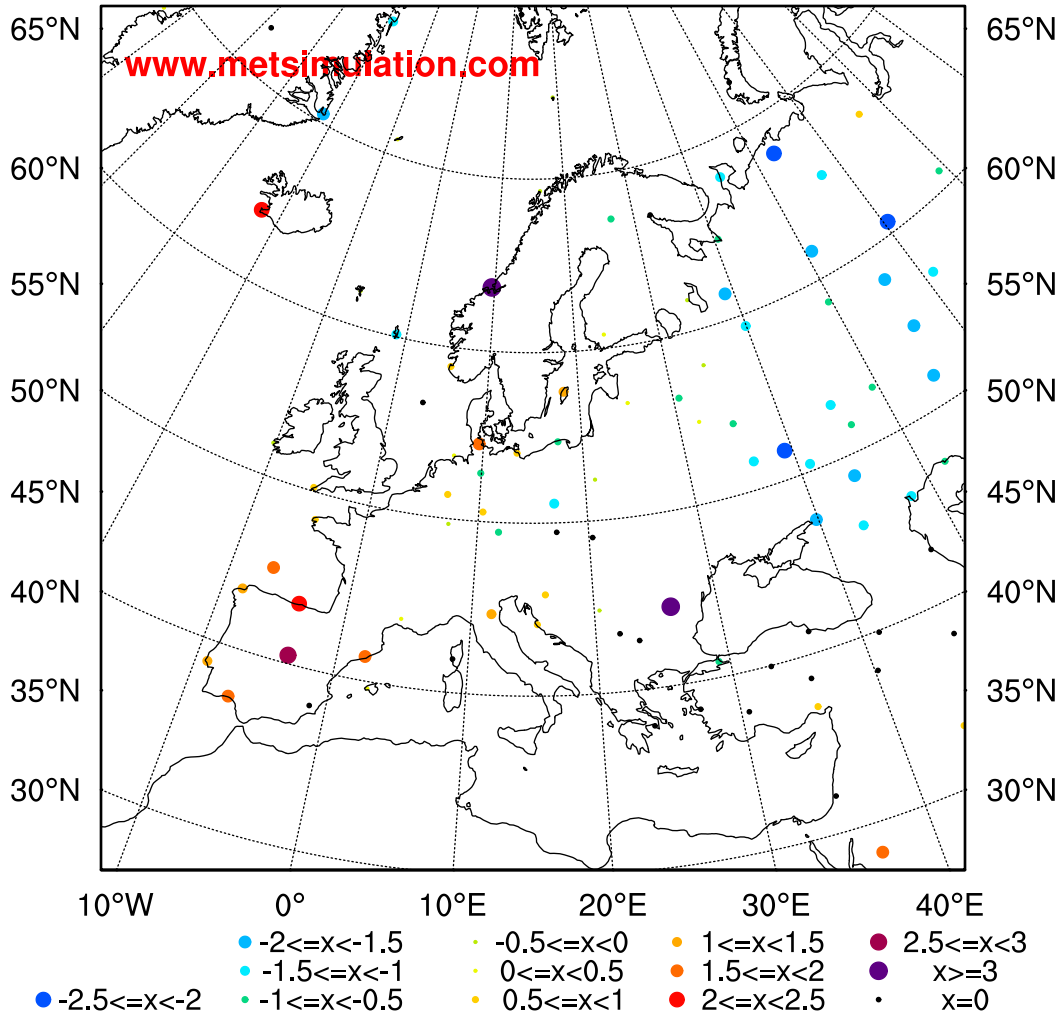 65°N 65°N
www.metsimulation.com
60°N 60°N
55°N 55°N
50°N 50°N
45°N 45°N
40°N 40°N
35°N 35°N
30°N 30°N
10°W 0° 10°E 20°E 30°E 40°E
-2<=x<-1.5 -0.5<=x<0 1<=x<1.5 2.5<=x<3
-1.5<=x<-1 0<=x<0.5 1.5<=x<2 x>=3
-2.5<=x<-2 -1<=x<-0.5 0.5<=x<1 2<=x<2.5 x=0